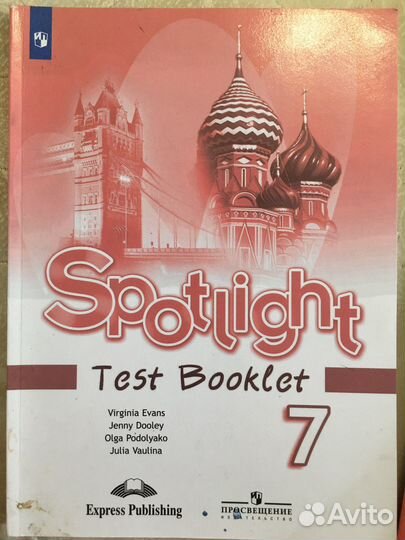 Spotlight
Test Booklet
7
Virginia Evans
Jenny Dooley
Olga Podolyako
Julia Vaulina
Express Publishing
ПРОСВЕЩЕНИЕ
ИЗДАТЕЛЬСТВО
Avito